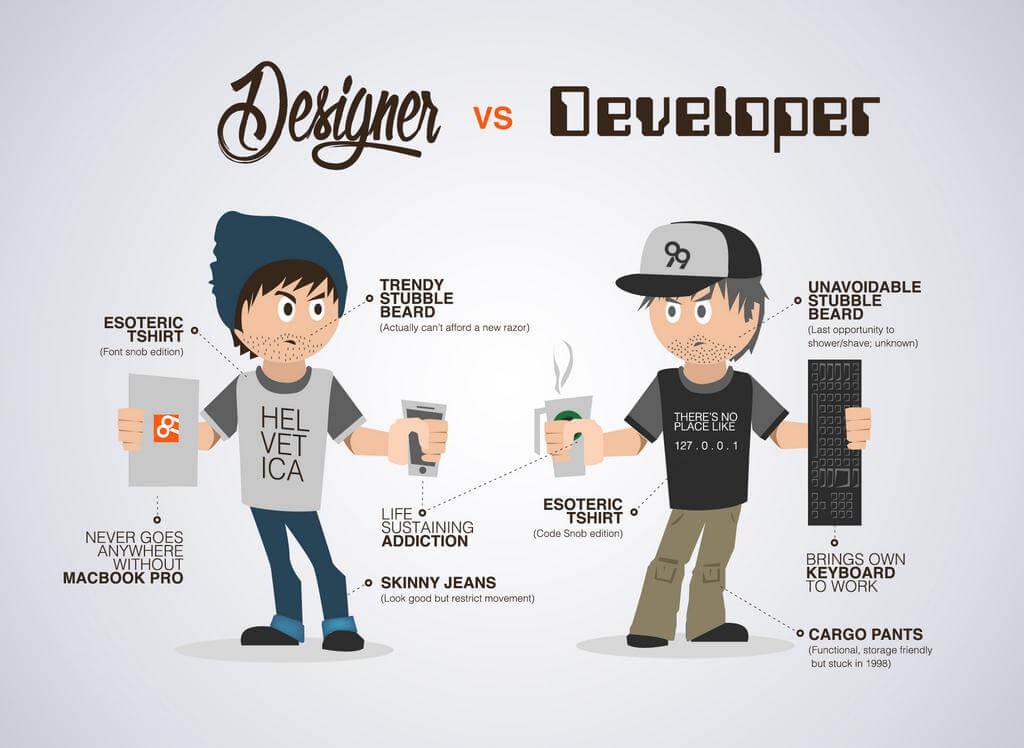 Designer vs Developer
TRENDY
STUBBLE
BEARD
(Actually can't afford a new razor)
ESOTERIC
TSHIRT
(Font snob edition)
HEL
VET
ICA
NEVER GOES
ANYWHERE
WITHOUT
MACBOOK PRO
LIFE
SUSTAINING
ADDICTION
SKINNY JEANS
(Look good but restrict movement)
99
UNAVOIDABLE
STUBBLE
BEARD
(Last opportunity to
shower/shave; unknown)
THERE'S NO
PLACE LIKE
127.0.0.1
ESOTERIC
TSHIRT
(Code Snob edition)
BRINGS OWN
KEYBOARD
TO WORK
CARGO PANTS
(Functional, storage friendly
but stuck in 1998)